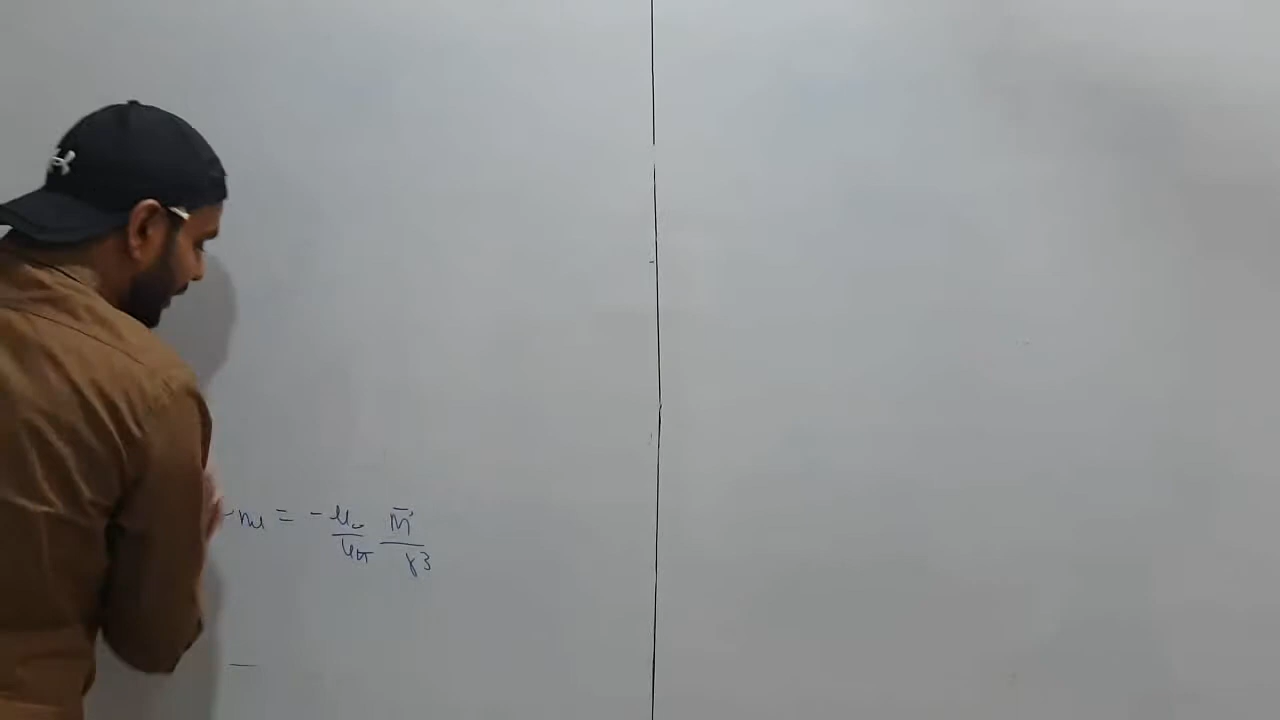 = - μ₀/4π M⃗/r³